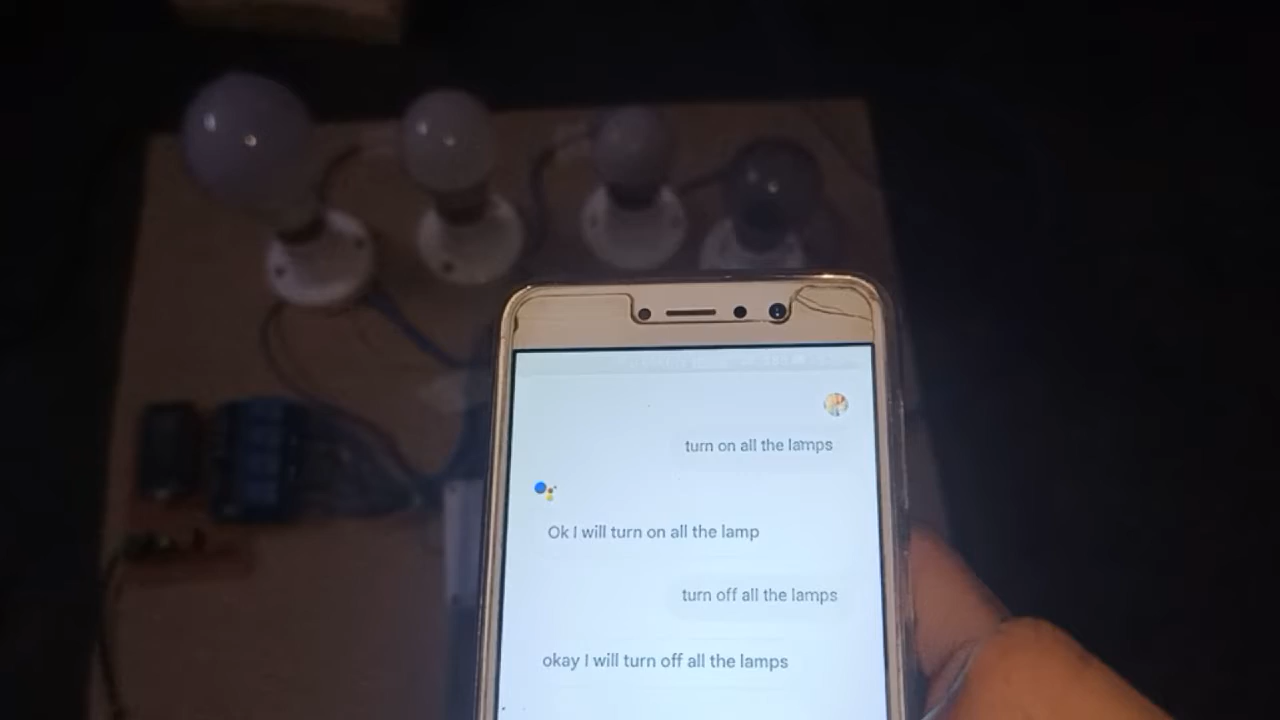 turn on all the lamps
Ok I will turn on all the lamp
turn off all the lamps
okay I will turn off all the lamps